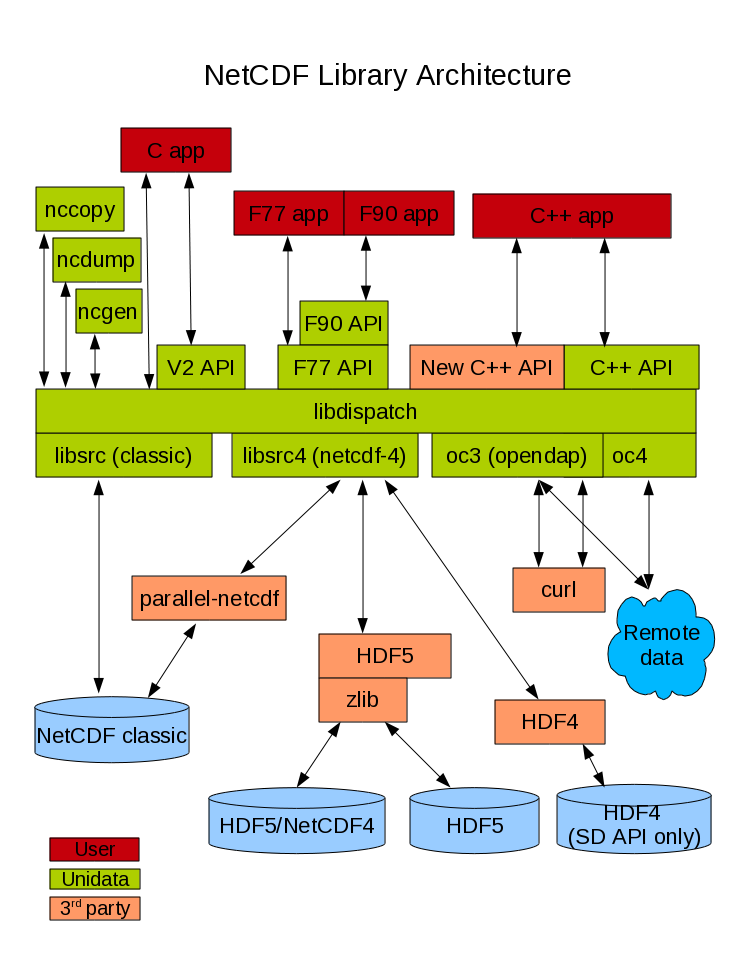 NetCDF Library Architecture
C app
nccopy
F77 app
F90 app
C++ app
ncdump
ncgen
F90 API
V2 API
F77 API
New C++ API
C++ API
libdispatch
libsrc (classic)
libsrc4 (netcdf-4)
oc3 (opendap)
oc4
curl
parallel-netcdf
Remote
data
HDF5
zlib
HDF4
NetCDF classic
HDF5/NetCDF4
HDF5
HDF4
(SD API only)
User
Unidata
3rd party